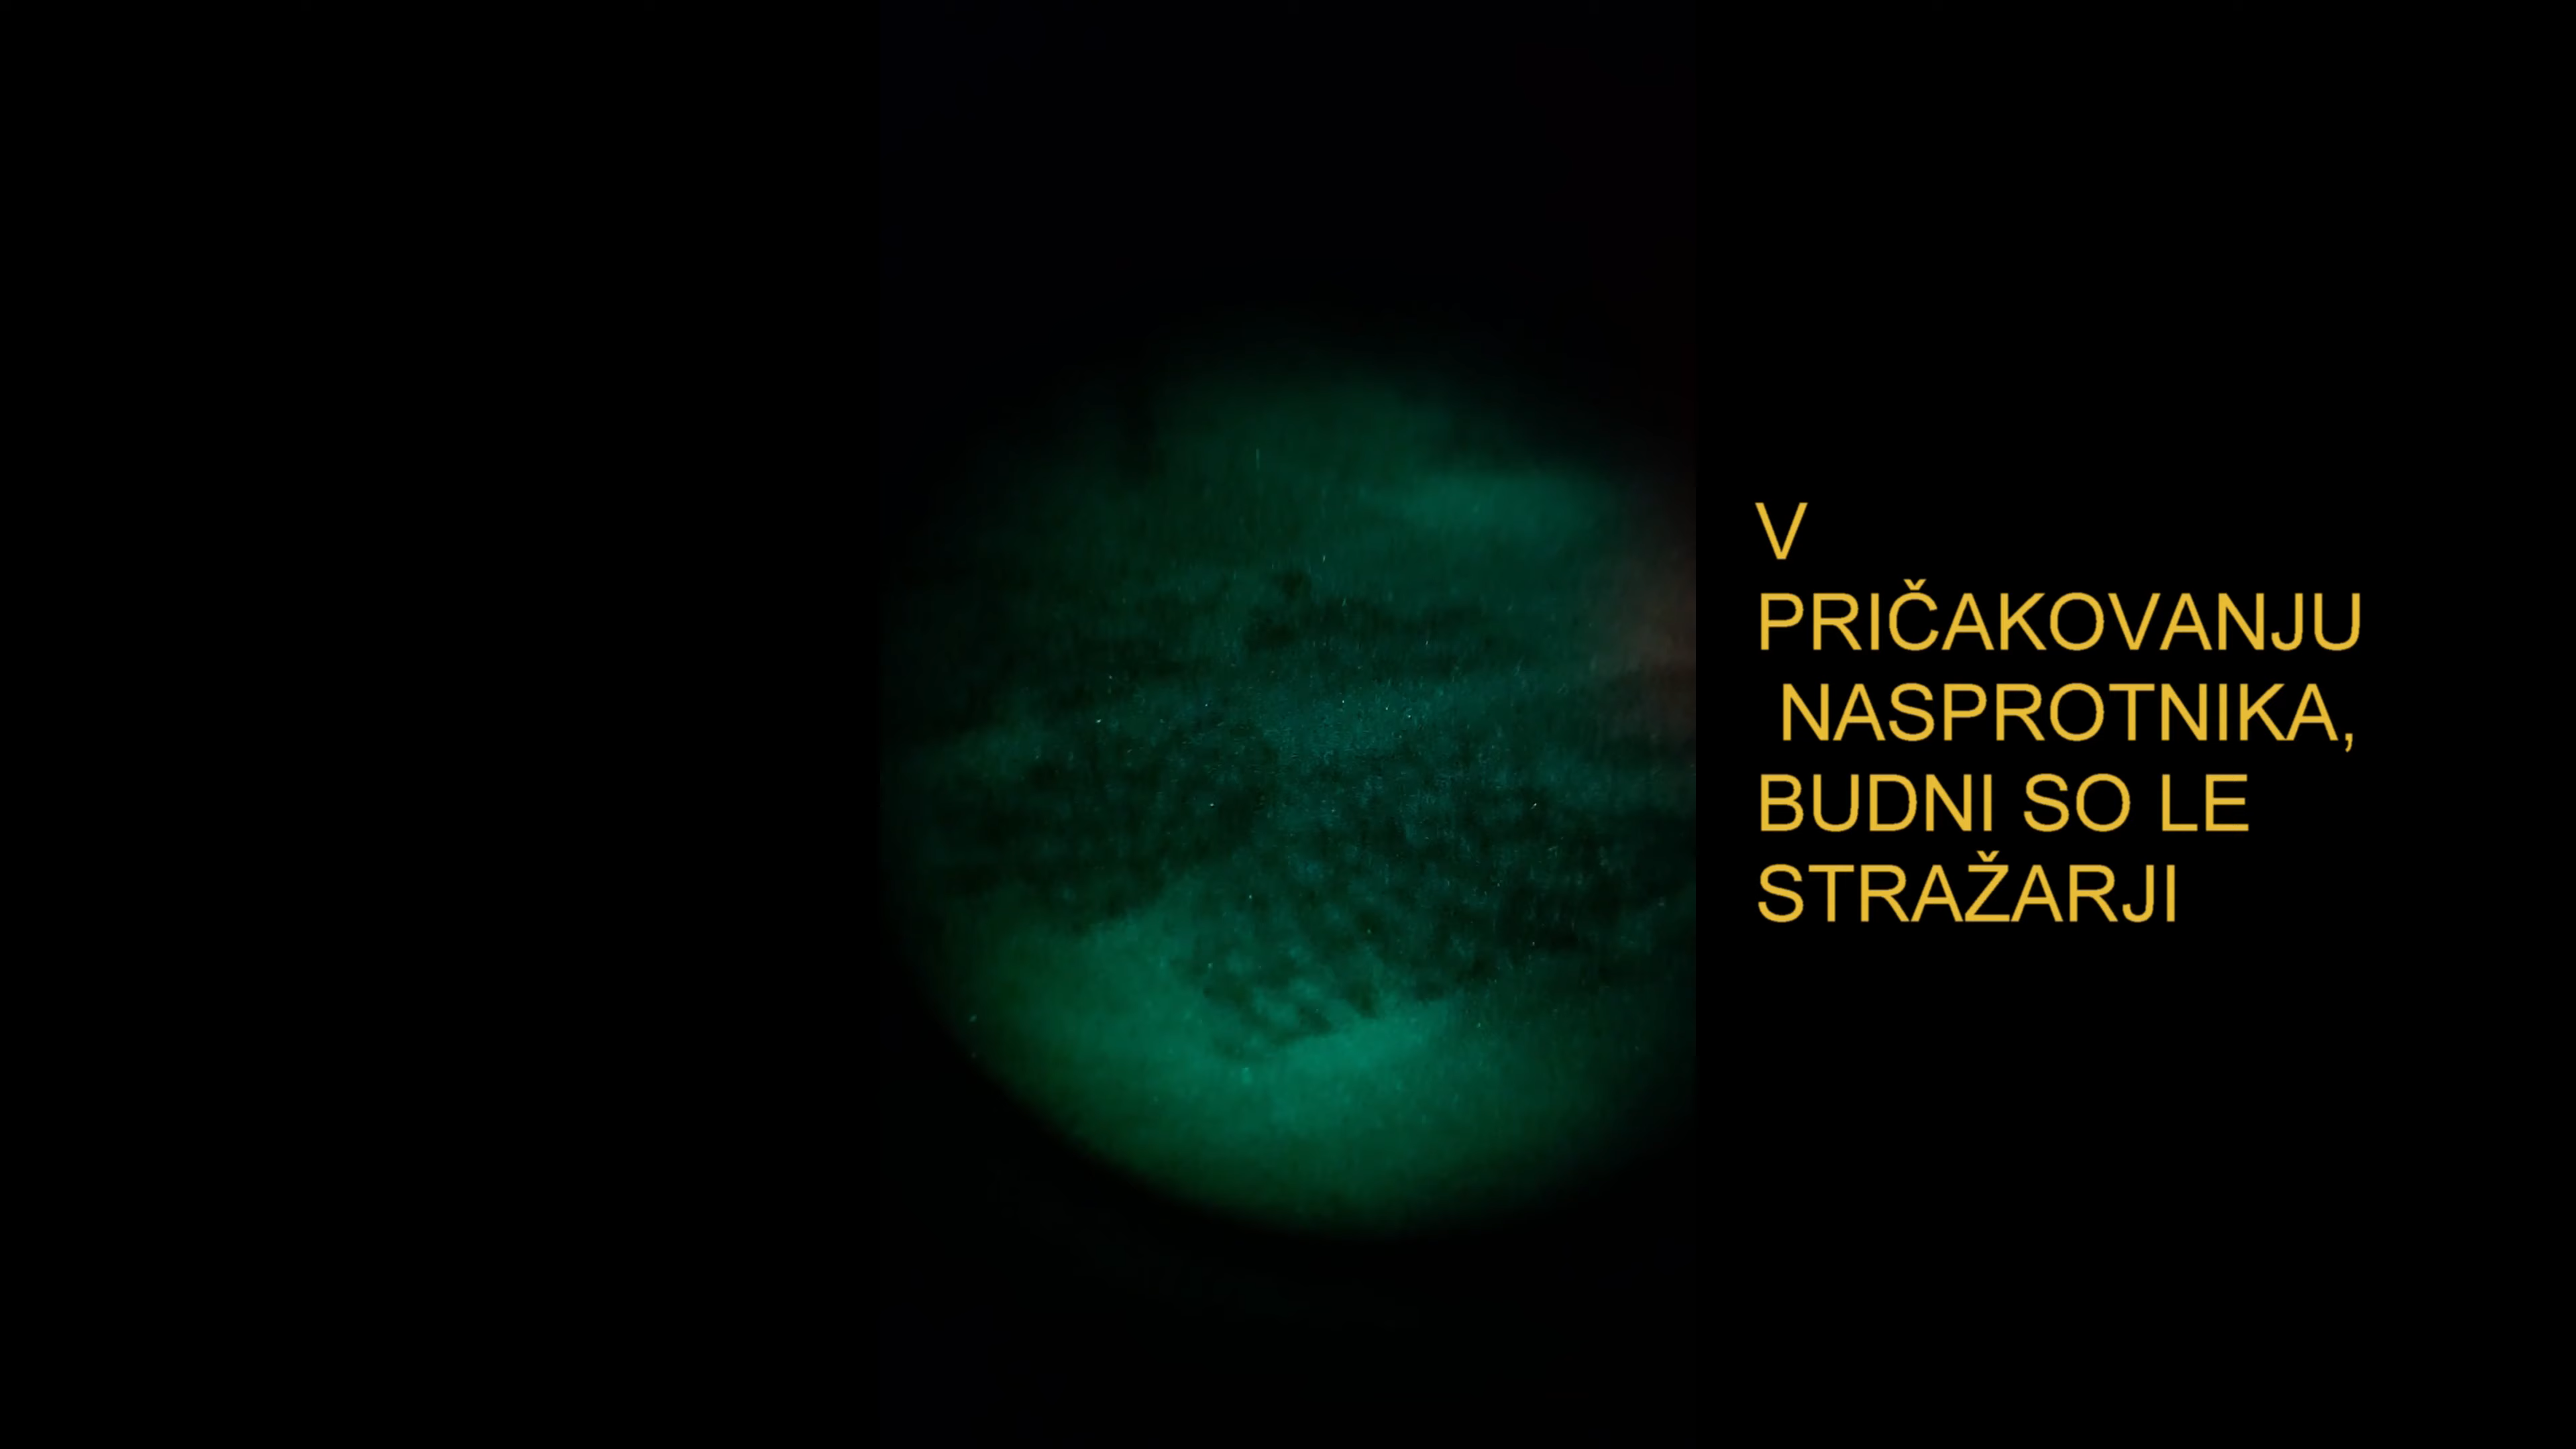 V
PRIČAKOVANJU
NASPROTNIKA,
BUDNI SO LE
STRAŽARJI